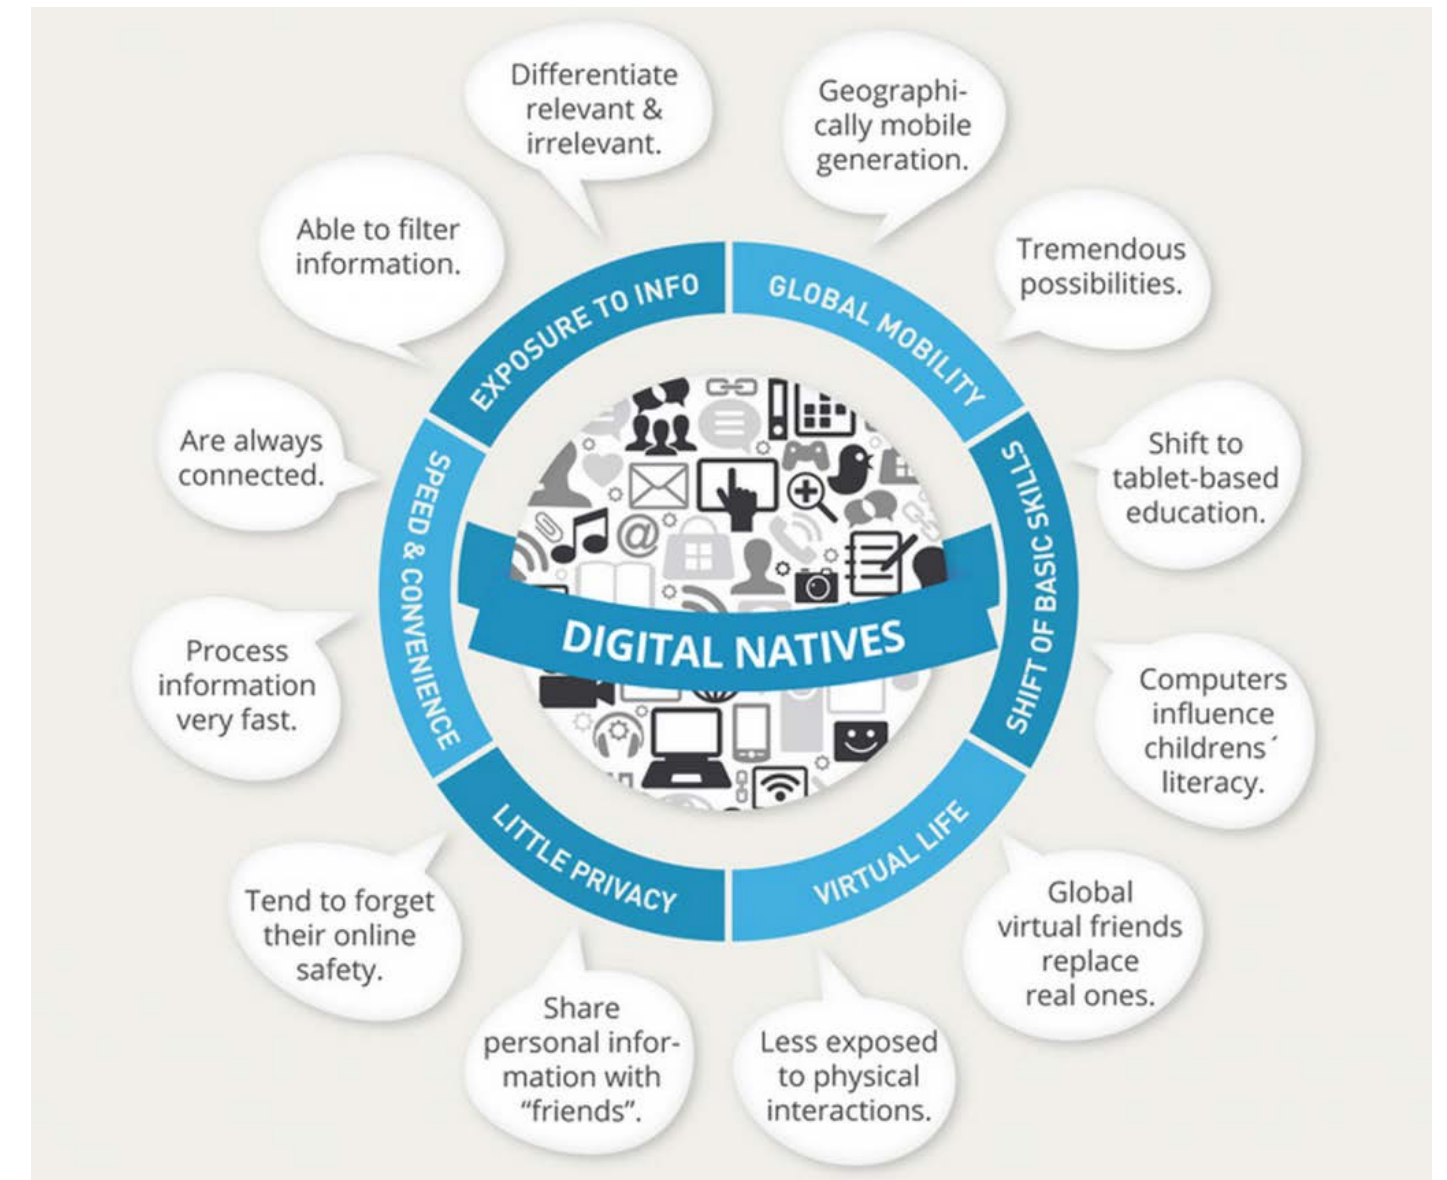 Differentiate
relevant &
irrelevant.
Geographi-
cally mobile
generation.
Able to filter
information.
Tremendous
possibilities.
EXPOSURE TO INFO
GLOBAL MOBILITY
Are always
connected.
Shift to
tablet-based
education.
SPEED & CONVENIENCE
SHIFT OF BASIC SKILLS
DIGITAL NATIVES
Process
information
very fast.
Computers
influence
childrens´
literacy.
LITTLE PRIVACY
VIRTUAL LIFE
Tend to forget
their online
safety.
Global
virtual friends
replace
real ones.
Share
personal infor-
mation with
“friends”.
Less exposed
to physical
interactions.